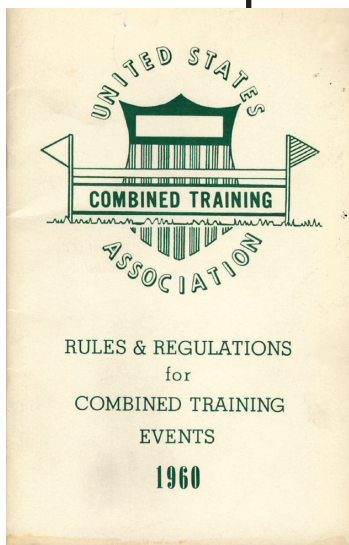 UNITED STATES
COMBINED TRAINING
ASSOCIATION
RULES & REGULATIONS
for
COMBINED TRAINING
EVENTS
1960